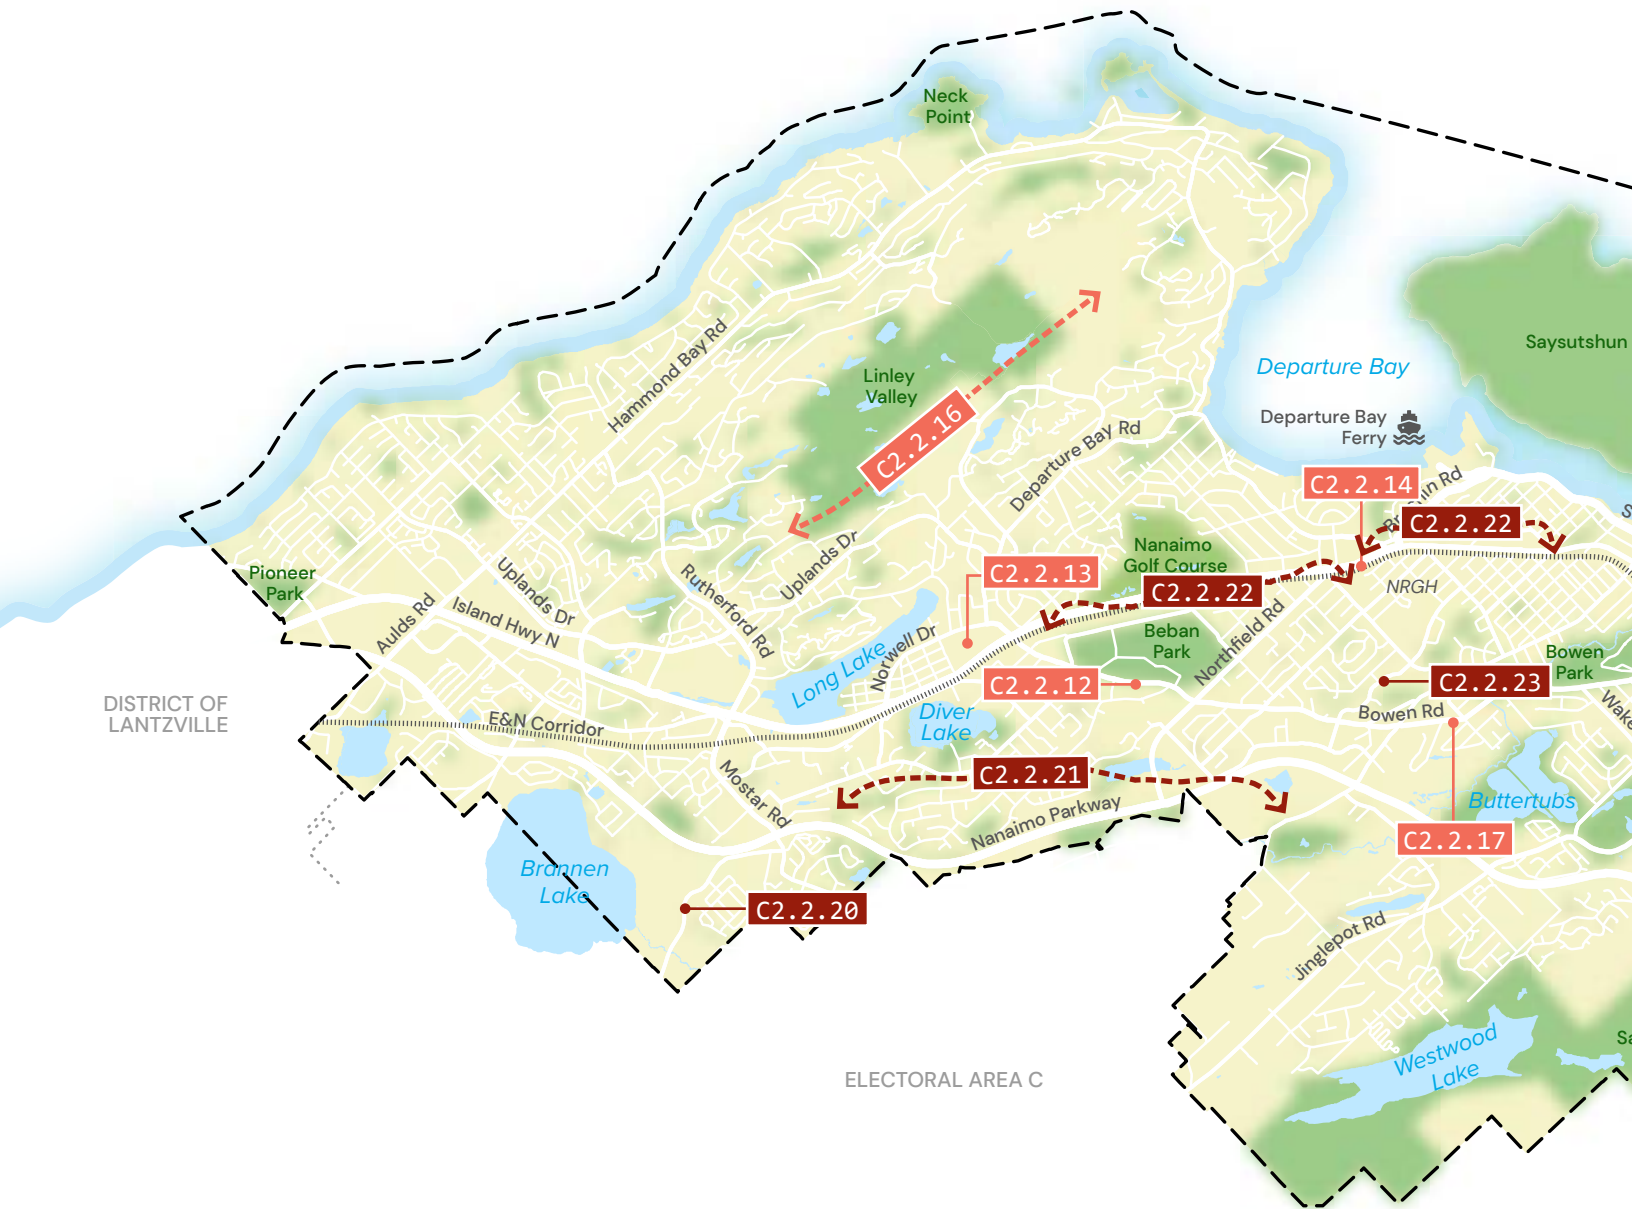 Neck
Point
Saysutshun
Departure Bay
Departure Bay
Ferry
Hammond Bay Rd
Linley
Valley
C2.2.16
Departure Bay Rd
C2.2.14
C2.2.22
Nanaimo
Golf Course
Pioneer
Park
Uplands Dr
Uplands Dr
Rutherford Rd
C2.2.13
C2.2.22
NRGH
Aulds Rd
Island Hwy N
Norwell Dr
Beban
Park
Northfield Rd
Bowen
Park
Long Lake
C2.2.12
C2.2.23
DISTRICT OF
LANTZVILLE
E&N Corridor
Diver
Lake
Bowen Rd
Mostar Rd
C2.2.21
Nanaimo Parkway
Buttertubs
C2.2.17
Brannen
Lake
C2.2.20
Jinglepot Rd
Westwood
Lake
ELECTORAL AREA C